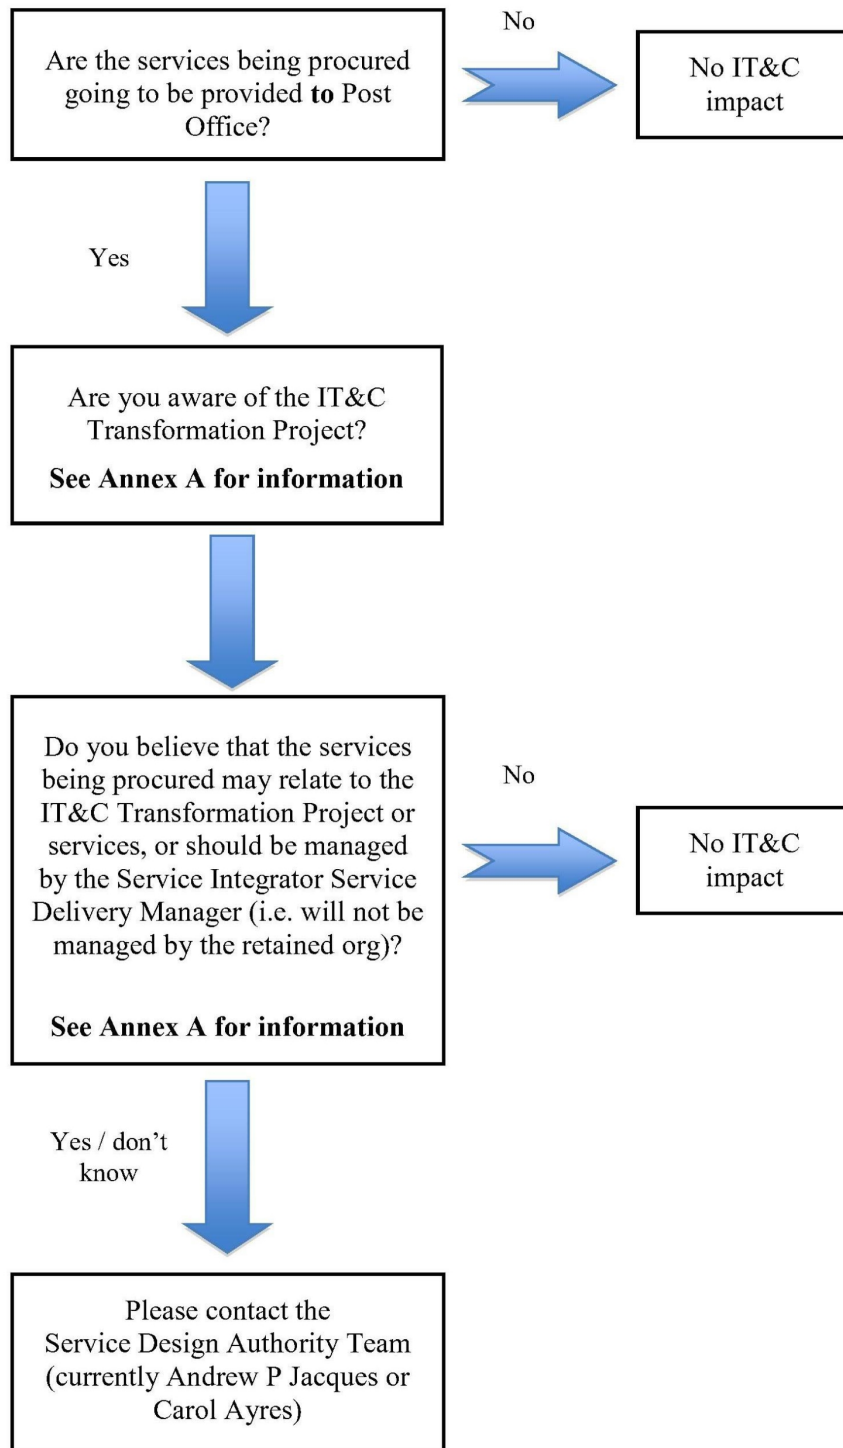 Are the services being procured
going to be provided to Post
Office?
No
No IT&C
impact
Yes
Are you aware of the IT&C
Transformation Project?
See Annex A for information
Do you believe that the services
being procured may relate to the
IT&C Transformation Project or
services, or should be managed
by the Service Integrator Service
Delivery Manager (i.e. will not be
managed by the retained org)?
See Annex A for information
No
No IT&C
impact
Yes / don’t
know
Please contact the
Service Design Authority Team
(currently Andrew P Jacques or
Carol Ayres)